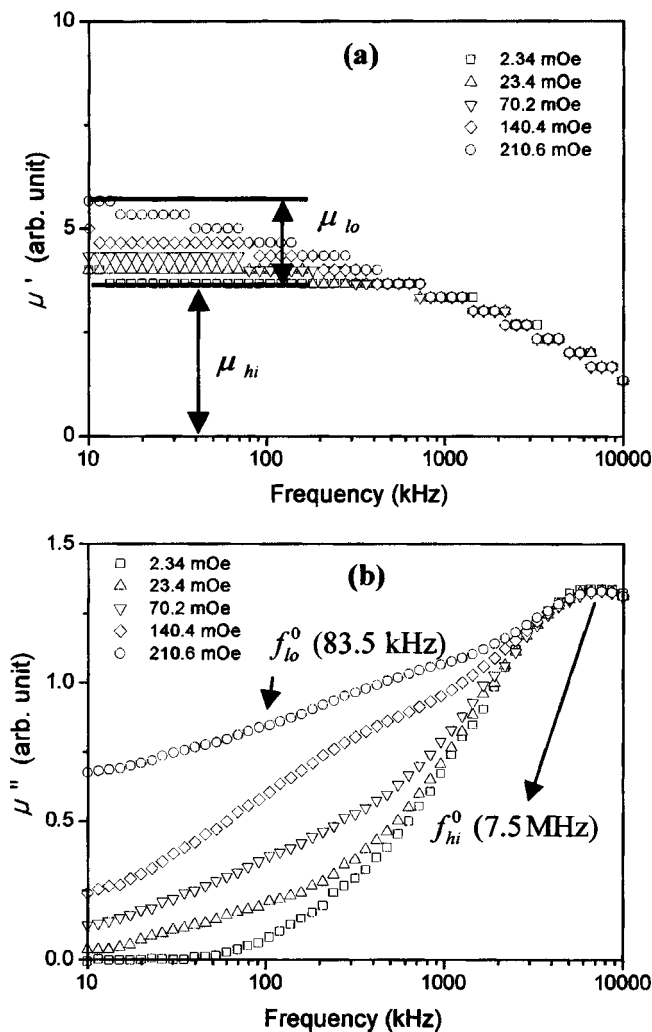 10
(a)
2.34 mOe
23.4 mOe
70.2 mOe
140.4 mOe
210.6 mOe
μ' (arb. unit)
5
μ lo
μ hi
0
10 100 1000 10000
Frequency (kHz)
1.5
(b)
2.34 mOe
23.4 mOe
70.2 mOe
140.4 mOe
210.6 mOe
f⁰lo (83.5 kHz)
1.0
μ" (arb. unit)
0.5
f⁰hi (7.5 MHz)
0.0
10 100 1000 10000
Frequency (kHz)